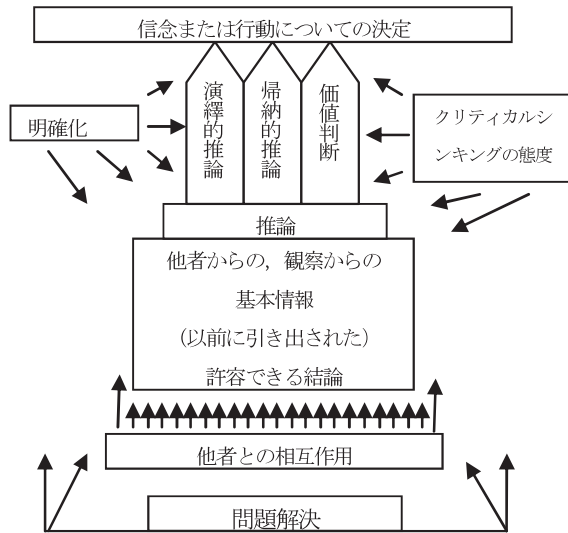 信念または行動についての決定
演繹的推論
帰納的推論
価値判断
明確化
クリティカルシ
ンキングの態度
推論
他者からの，観察からの
基本情報
（以前に引き出された）
許容できる結論
他者との相互作用
問題解決